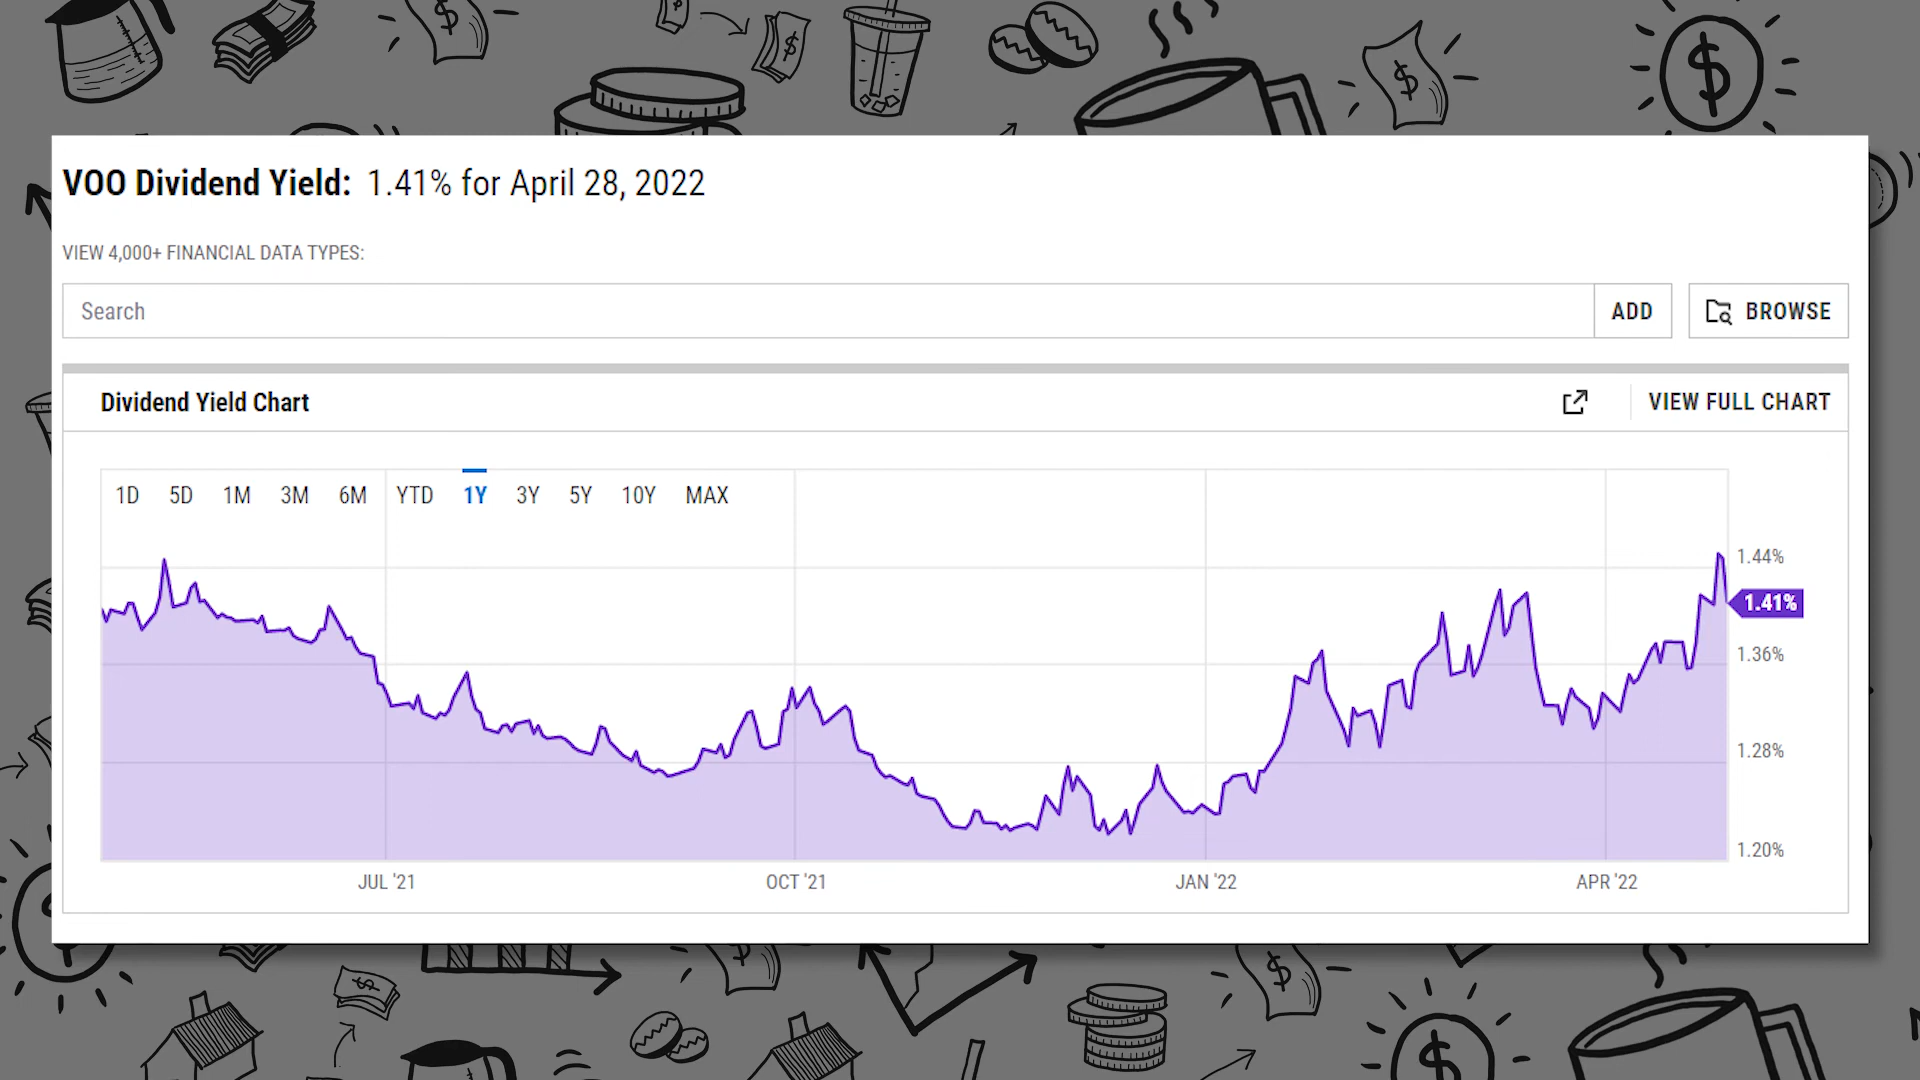 VOO Dividend Yield: 1.41% for April 28, 2022
VIEW 4,000+ FINANCIAL DATA TYPES:
Search ADD BROWSE
Dividend Yield Chart VIEW FULL CHART
1D 5D 1M 3M 6M YTD 1Y 3Y 5Y 10Y MAX
1.44%
1.41%
1.36%
1.28%
1.20%
JUL '21 OCT '21 JAN '22 APR '22